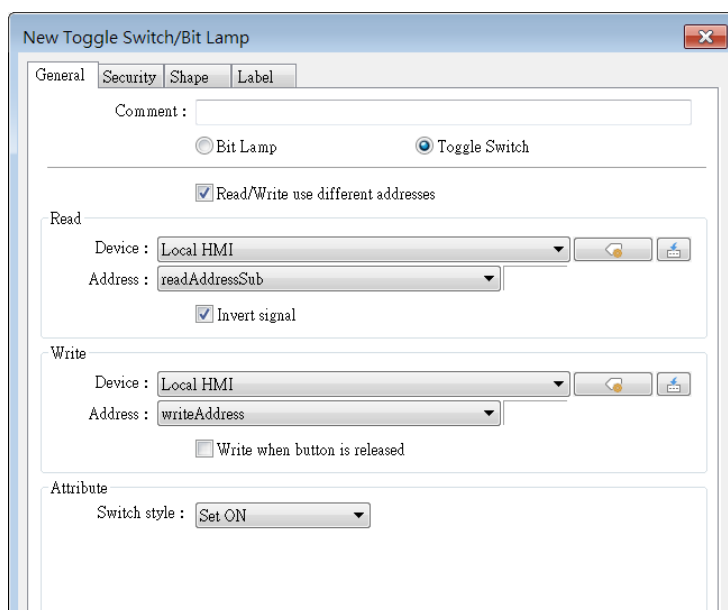 New Toggle Switch/Bit Lamp
General Security Shape Label
Comment :
Bit Lamp Toggle Switch
Read/Write use different addresses
Read
Device : Local HMI
Address : readAddressSub
Invert signal
Write
Device : Local HMI
Address : writeAddress
Write when button is released
Attribute
Switch style : Set ON